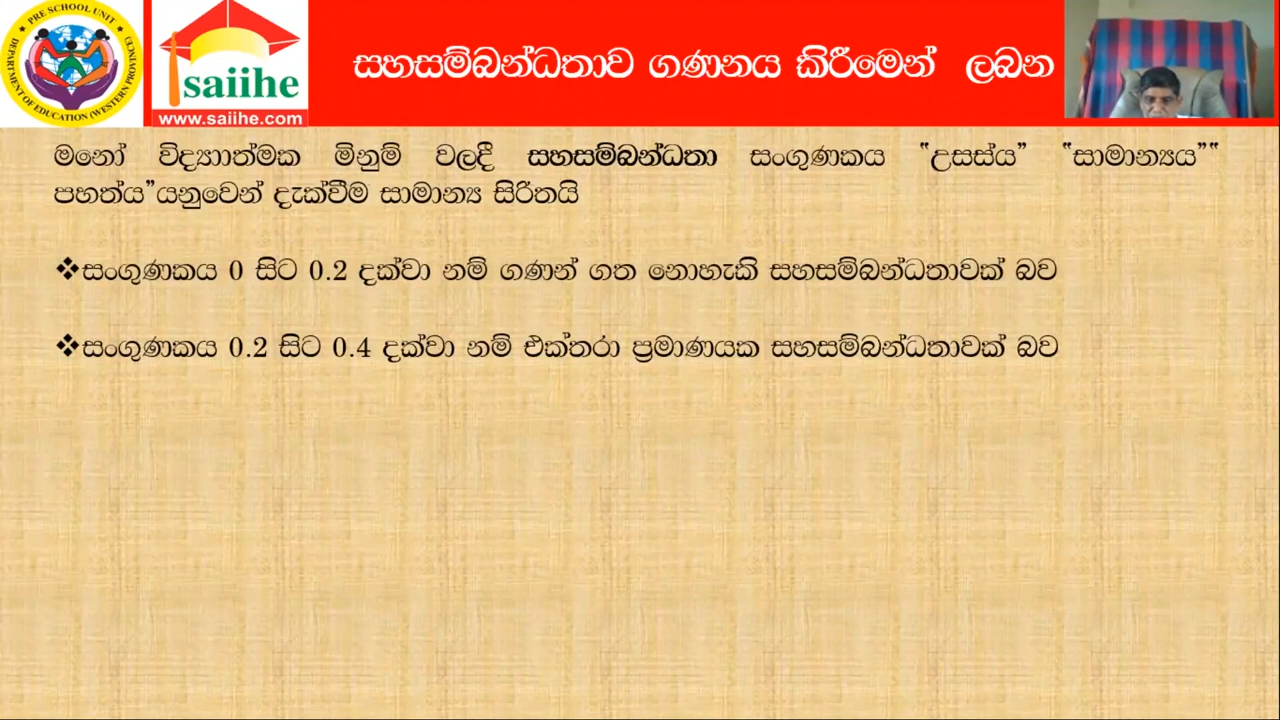 PRE SCHOOL UNIT
DEPARTMENT OF EDUCATION (WESTERN PROVINCE)
saiihe
www.saiihe.com
සහසම්බන්ධතාව ගණනය කිරීමෙන් ලබන
මනෝ විද්‍යාාත්මක මිනුම් වලදී සහසම්බන්ධතා සංගුණකය “උසස්ය” “සාමාන්‍යය”“
පහත්ය”යනුවෙන් දැක්වීම සාමාන්‍ය සිරිතයි
❖සංගුණකය 0 සිට 0.2 දක්වා නම් ගණන් ගත නොහැකි සහසම්බන්ධතාවක් බව
❖සංගුණකය 0.2 සිට 0.4 දක්වා නම් එක්තරා ප්‍රමාණයක සහසම්බන්ධතාවක් බව